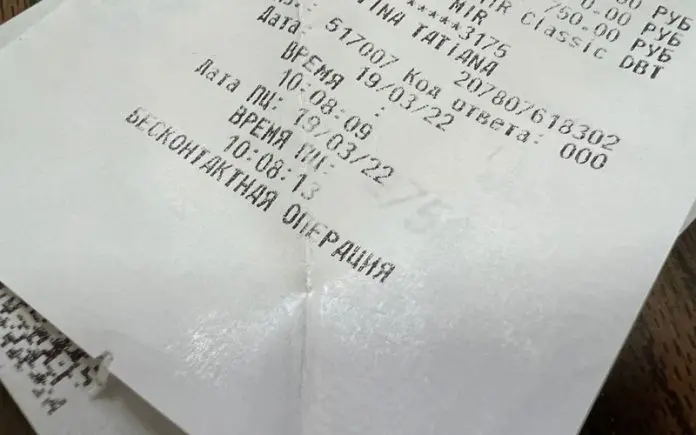 0-00 РУБ
750-00 РУБ
MIR Classic DBT
MIR
*****3175
TATIANA
207807618302
517007 Код ответа: 000
Дата : 19/03/22
ВРЕМЯ : 10:08:09
Дата ПЦ: 19/03/22
ВРЕМЯ ПЦ: 10:08:13
БЕСКОНТАКТНАЯ ОПЕРАЦИЯ